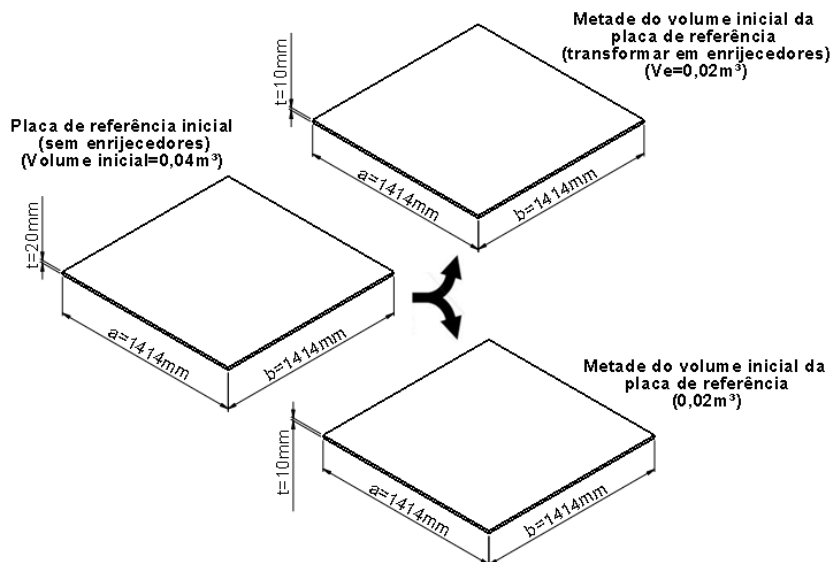 Placa de referência inicial
(sem enrijecedores)
(Volume inicial=0,04m³)
t=20mm
a=1414mm
b=1414mm
Metade do volume inicial da
placa de referência
(transformar em enrijecedores)
(Ve=0,02m³)
t=10mm
a=1414mm
b=1414mm
Metade do volume inicial da
placa de referência
(0,02m³)
t=10mm
a=1414mm
b=1414mm